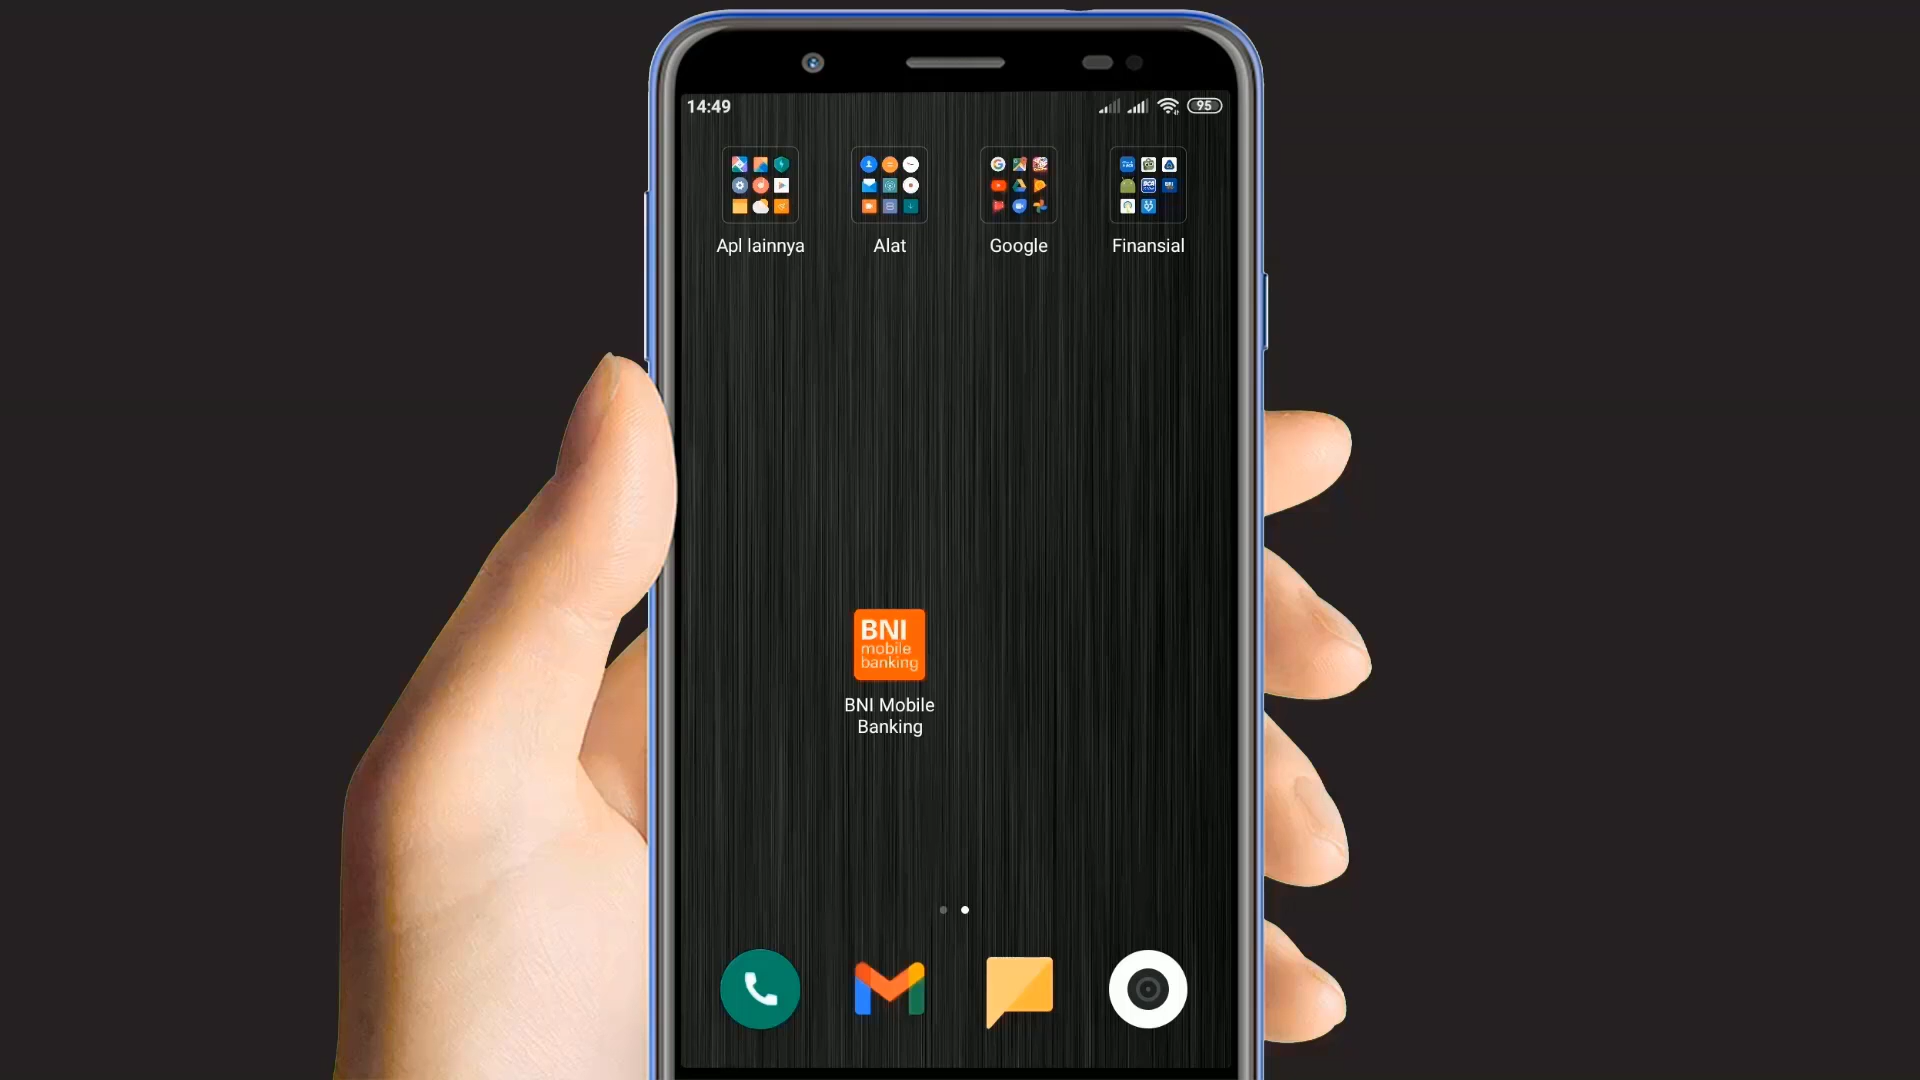 14:49
95
Apl lainnya
Alat
Google
Finansial
BNI
mobile
banking
BNI Mobile
Banking